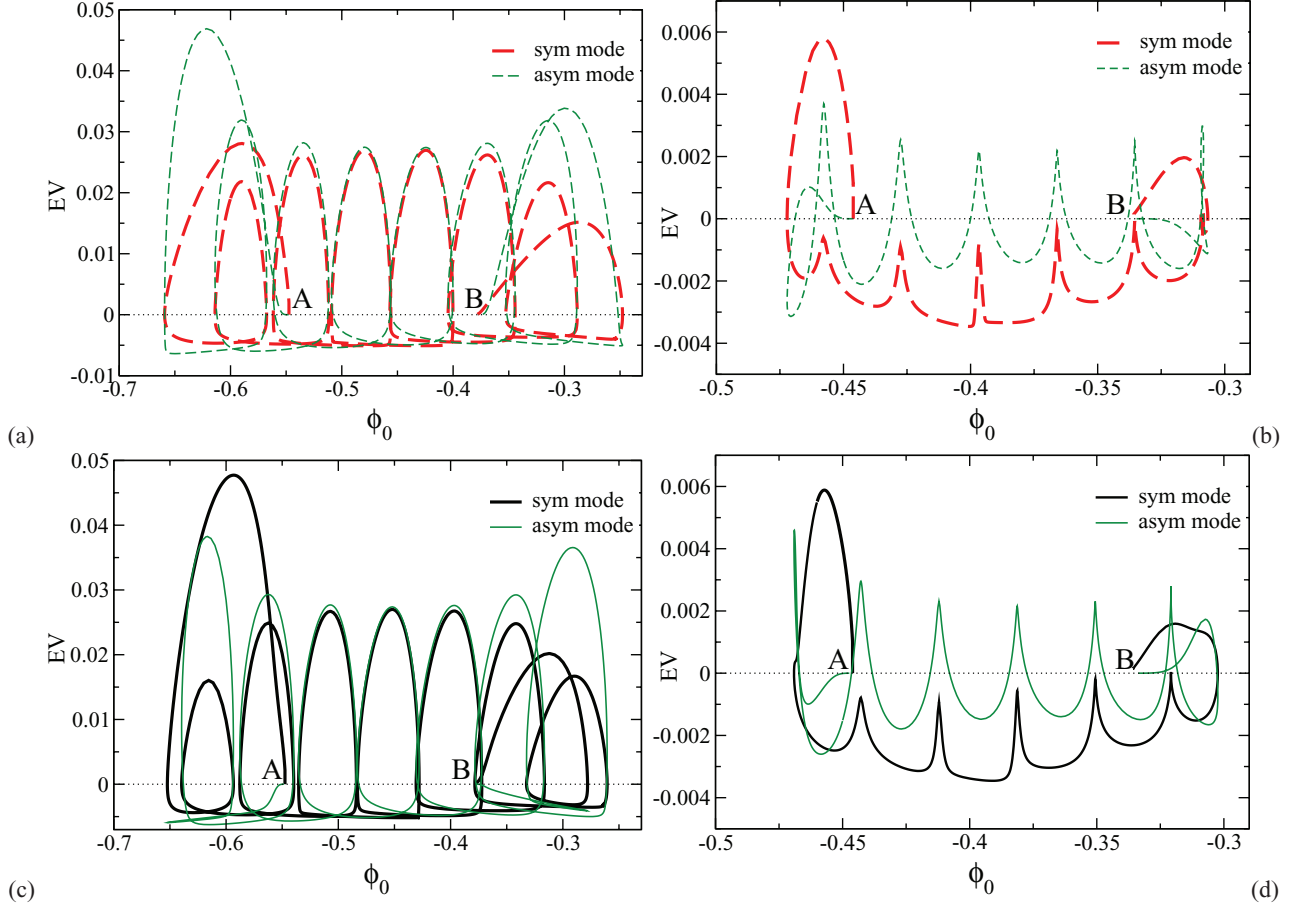 0.05
0.04
0.03
0.02
0.01
0
-0.01
EV
sym mode
asym mode
A
B
-0.7
-0.6
-0.5
-0.4
-0.3
ϕ0
(a)
0.006
0.004
0.002
0
-0.002
-0.004
EV
sym mode
asym mode
A
B
-0.5
-0.45
-0.4
-0.35
-0.3
ϕ0
(b)
0.05
0.04
0.03
0.02
0.01
0
EV
sym mode
asym mode
A
B
-0.7
-0.6
-0.5
-0.4
-0.3
ϕ0
(c)
0.006
0.004
0.002
0
-0.002
-0.004
EV
sym mode
asym mode
A
B
-0.5
-0.45
-0.4
-0.35
-0.3
ϕ0
(d)